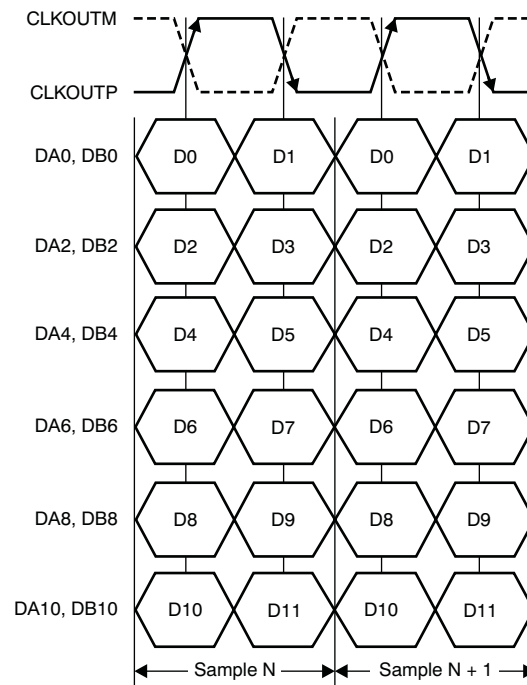 CLKOUTM
CLKOUTP
DA0, DB0 D0 D1 D0 D1
DA2, DB2 D2 D3 D2 D3
DA4, DB4 D4 D5 D4 D5
DA6, DB6 D6 D7 D6 D7
DA8, DB8 D8 D9 D8 D9
DA10, DB10 D10 D11 D10 D11
Sample N Sample N + 1